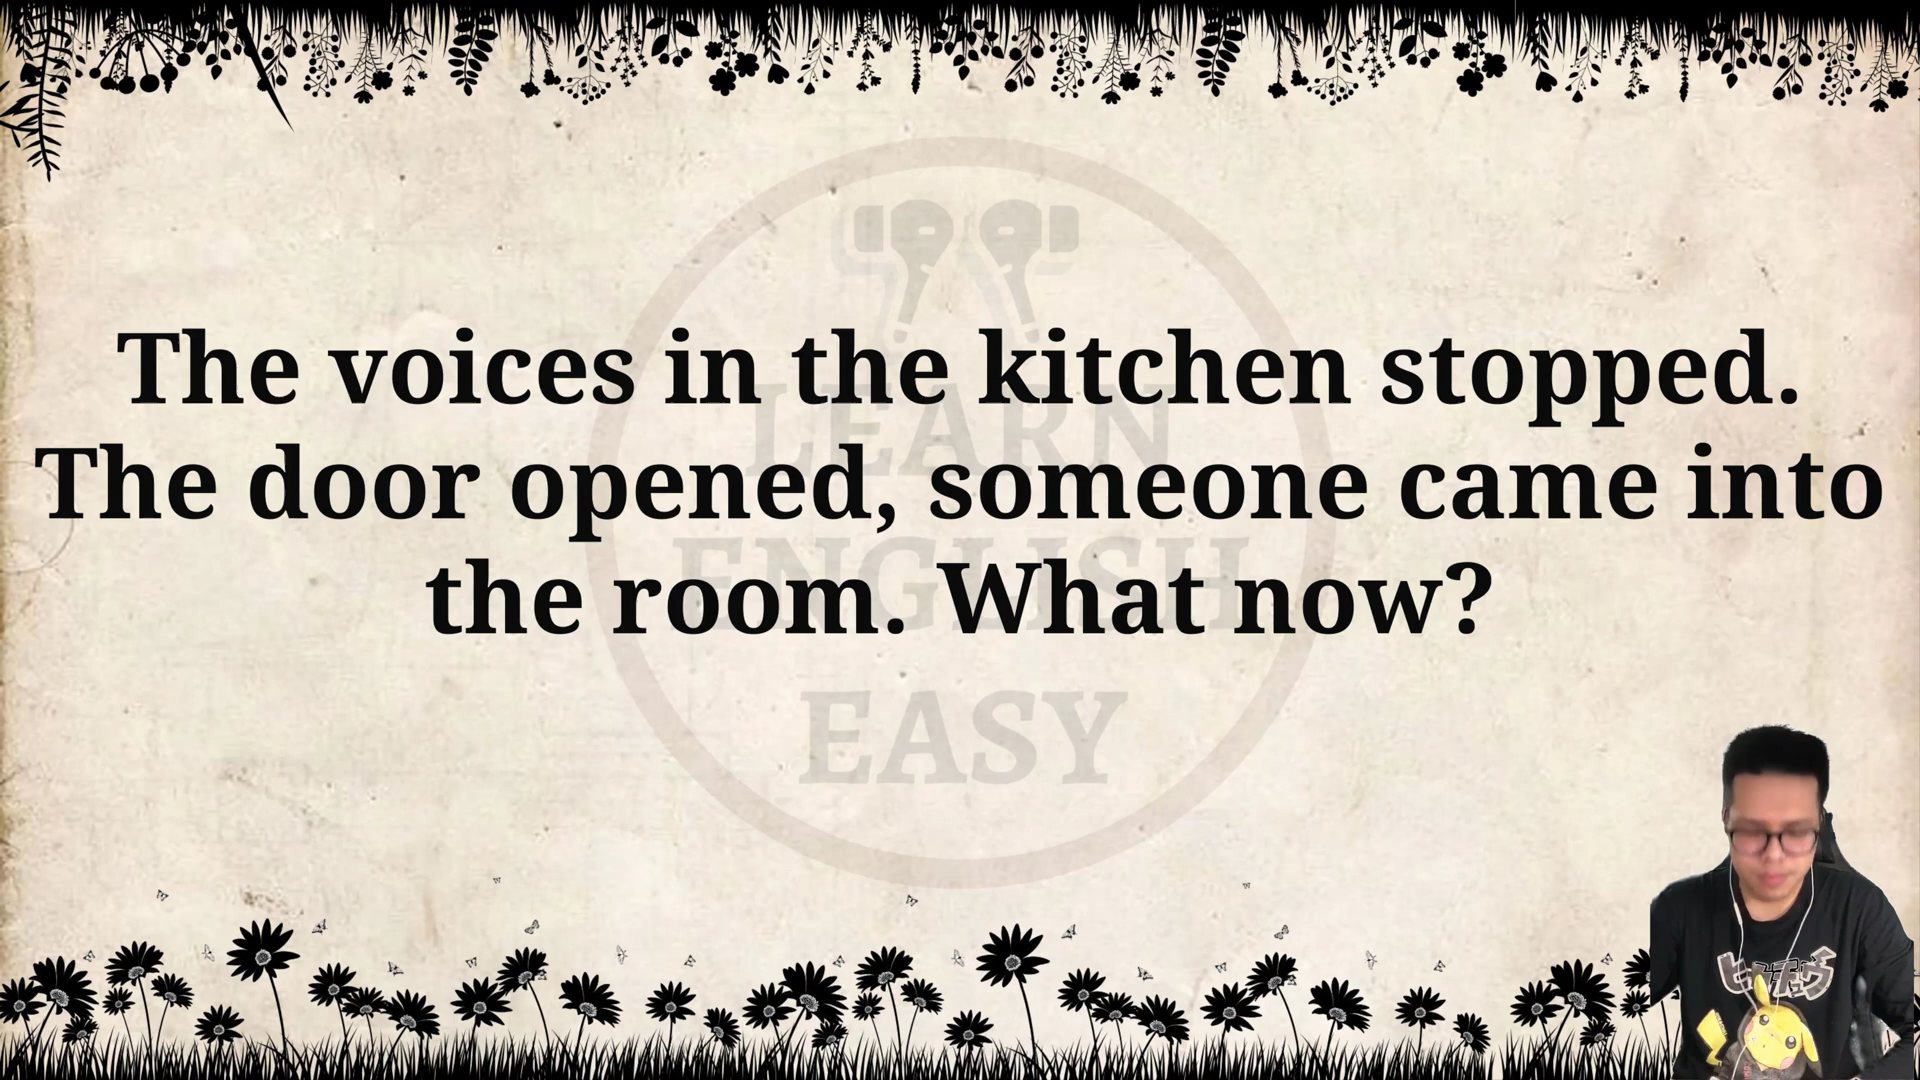 The voices in the kitchen stopped.
The door opened, someone came into
the room. What now?
LEARN
ENGLISH
EASY